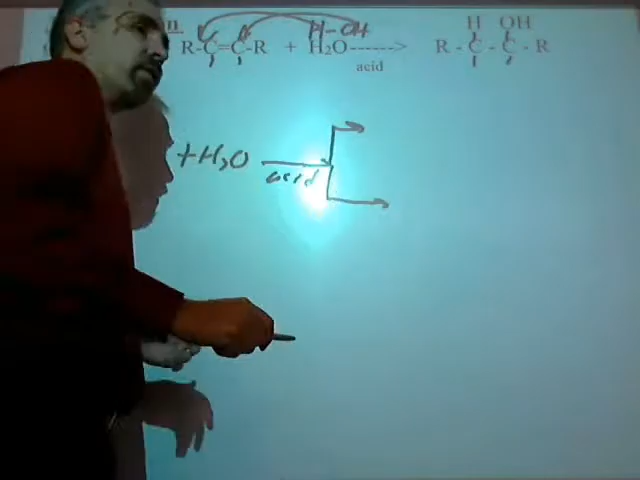 n H-OH H OH
R-C=C-R + H₂O ------> R - C - C - R
acid
+H₂O
acid